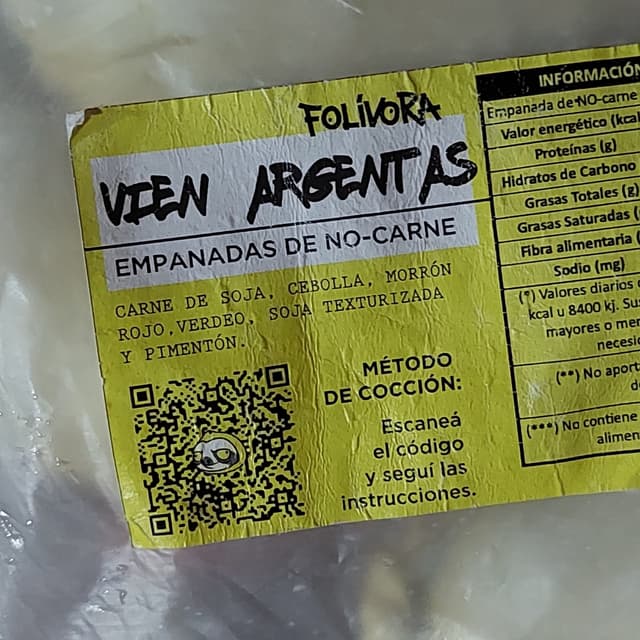 FOLÍVORA
VIEN ARGENTAS
EMPANADAS DE NO-CARNE
CARNE DE SOJA, CEBOLLA, MORRÓN
ROJO,VERDEO, SOJA TEXTURIZADA
Y PIMENTÓN.
MÉTODO
DE COCCIÓN:
Escaneá
el código
y seguí las
instrucciones.
INFORMACIÓN
Empanada de NO-carne
Valor energético (kcal
Proteínas (g)
Hidratos de Carbono
Grasas Totales (g)
Grasas Saturadas (
Fibra alimentaria (
Sodio (mg)
(*) Valores diarios
kcal u 8400 kj. Su
mayores o men
necesi
(**) No aport
(***) No contiene
alimen